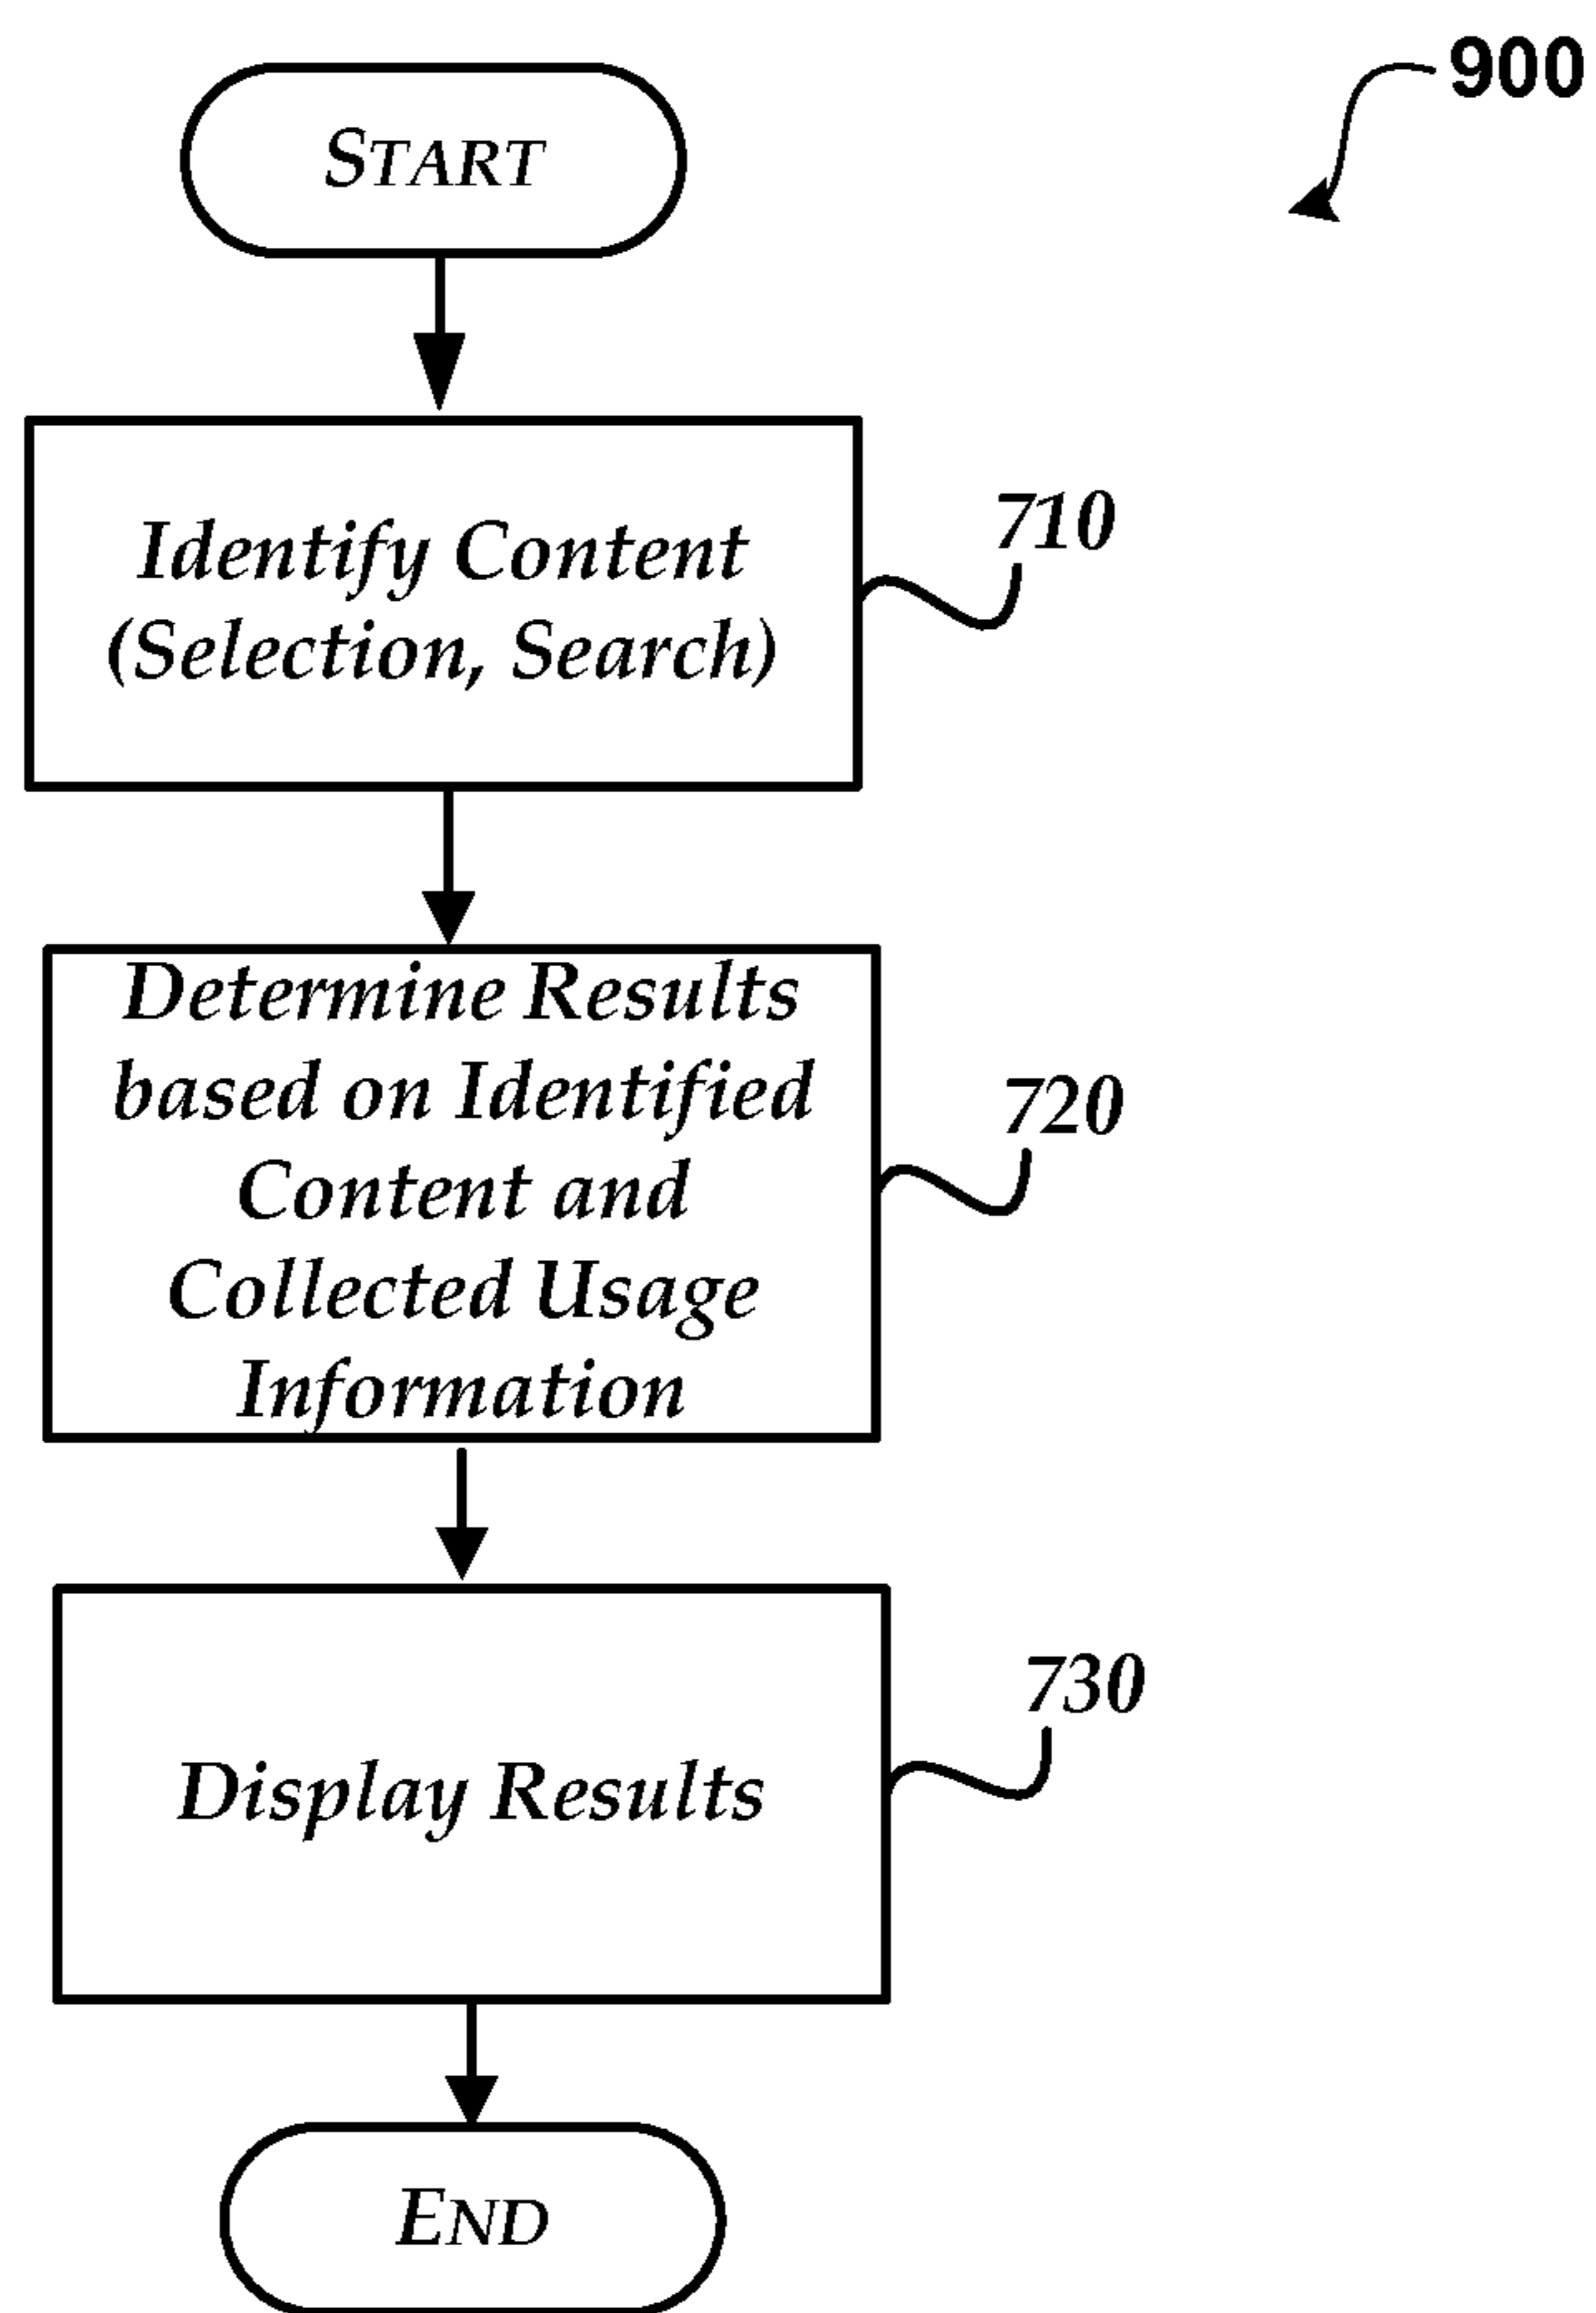 900
START
Identify Content
(Selection, Search)
710
Determine Results
based on Identified
Content and
Collected Usage
Information
720
Display Results
730
END